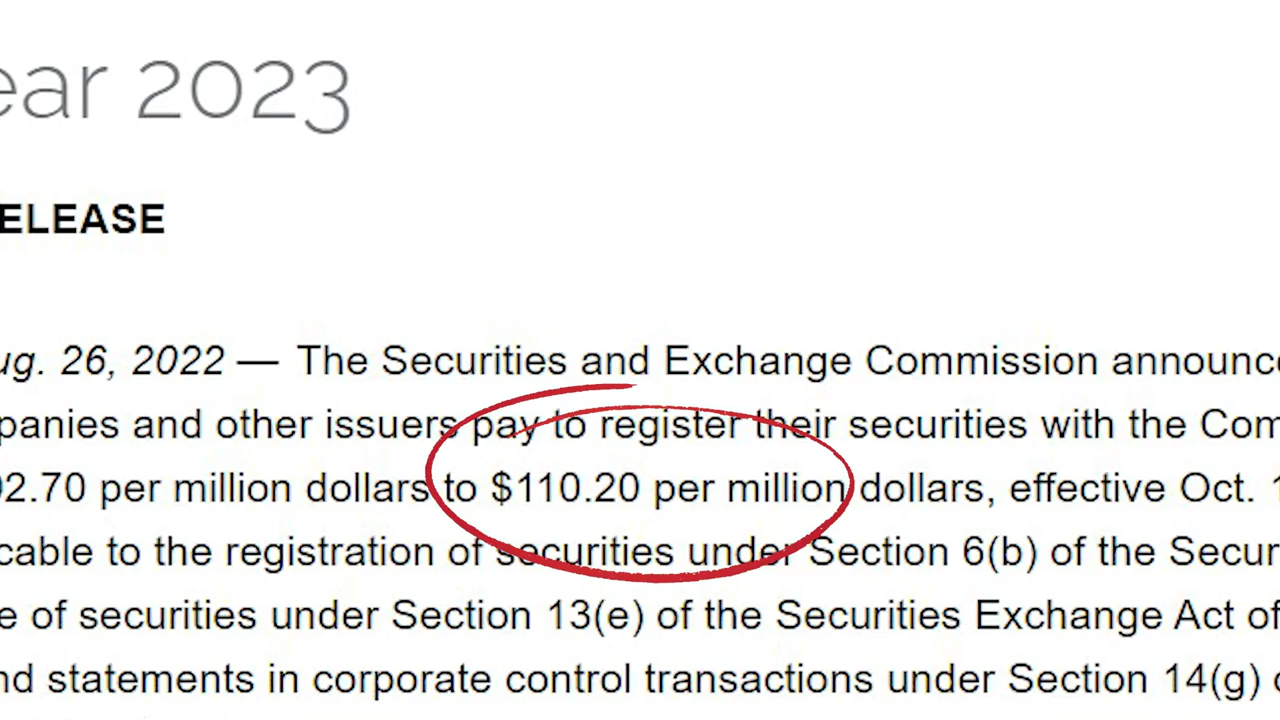 ear 2023
ELEASE
ug. 26, 2022 — The Securities and Exchange Commission announc
panies and other issuers pay to register their securities with the Com
2.70 per million dollars to $110.20 per million dollars, effective Oct. 1
cable to the registration of securities under Section 6(b) of the Secur
e of securities under Section 13(e) of the Securities Exchange Act of
nd statements in corporate control transactions under Section 14(g)